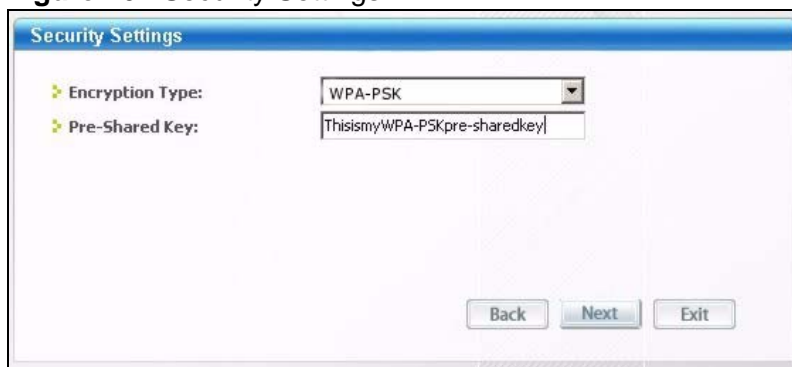 Security Settings
Encryption Type: WPA-PSK
Pre-Shared Key: ThisismyWPA-PSKpre-sharedkey
Back Next Exit